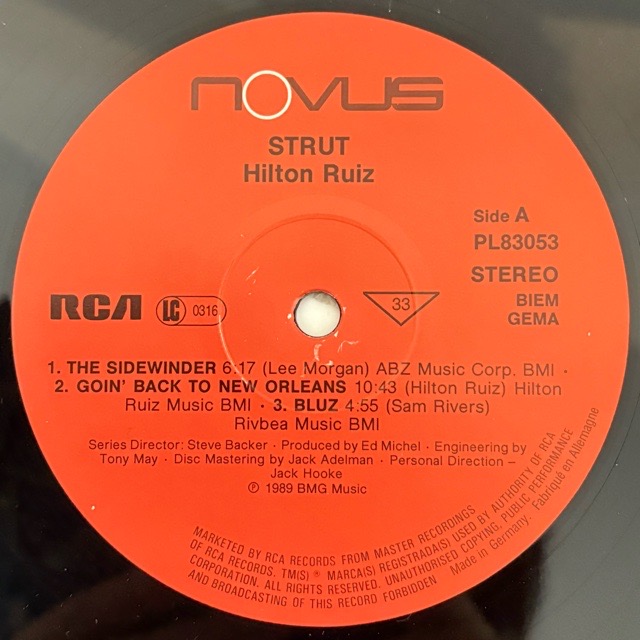 novus
STRUT
Hilton Ruiz
Side A
PL83053
STEREO
BIEM
GEMA
RCA
LC 0316
33
1. THE SIDEWINDER 6:17 (Lee Morgan) ABZ Music Corp. BMI ·
2. GOIN' BACK TO NEW ORLEANS 10:43 (Hilton Ruiz) Hilton
Ruiz Music BMI · 3. BLUZ 4:55 (Sam Rivers)
Rivbea Music BMI
Series Director: Steve Backer · Produced by Ed Michel · Engineering by
Tony May · Disc Mastering by Jack Adelman · Personal Direction –
Jack Hooke
℗ 1989 BMG Music
MARKETED BY RCA RECORDS FROM MASTER RECORDINGS
OF RCA RECORDS. TM(S) ® MARCA(S) REGISTRADA(S) USED BY AUTHORITY OF RCA
CORPORATION. ALL RIGHTS RESERVED. UNAUTHORISED COPYING, PUBLIC PERFORMANCE
AND BROADCASTING OF THIS RECORD FORBIDDEN Made in Germany. Fabriqué en Allemagne